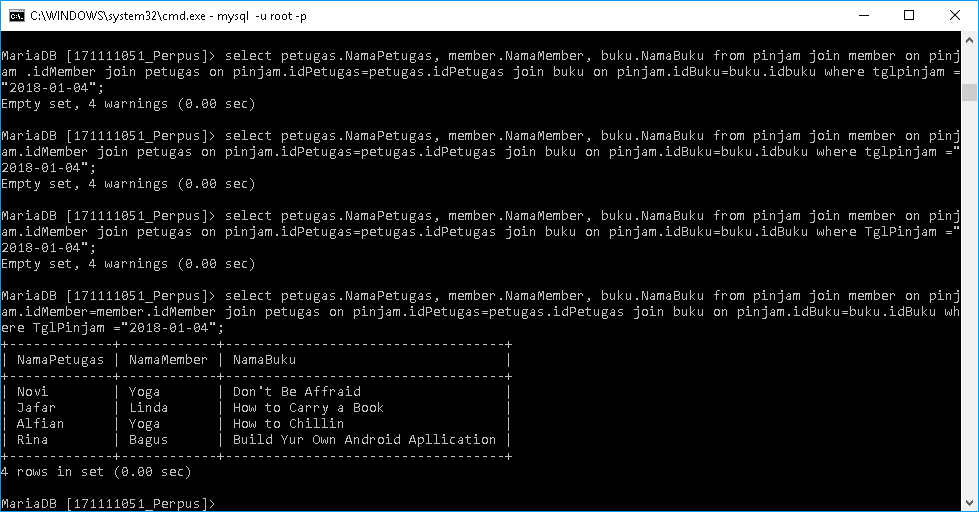 C:\WINDOWS\system32\cmd.exe - mysql -u root -p
MariaDB [171111051_Perpus]> select petugas.NamaPetugas, member.NamaMember, buku.NamaBuku from pinjam join member on pinj
am .idMember join petugas on pinjam.idPetugas=petugas.idPetugas join buku on pinjam.idBuku=buku.idbuku where tglpinjam =
"2018-01-04";
Empty set, 4 warnings (0.00 sec)
MariaDB [171111051_Perpus]> select petugas.NamaPetugas, member.NamaMember, buku.NamaBuku from pinjam join member on pinj
am.idMember join petugas on pinjam.idPetugas=petugas.idPetugas join buku on pinjam.idBuku=buku.idbuku where tglpinjam ="
2018-01-04";
Empty set, 4 warnings (0.00 sec)
MariaDB [171111051_Perpus]> select petugas.NamaPetugas, member.NamaMember, buku.NamaBuku from pinjam join member on pinj
am.idMember join petugas on pinjam.idPetugas=petugas.idPetugas join buku on pinjam.idBuku=buku.idBuku where TglPinjam ="
2018-01-04";
Empty set, 4 warnings (0.00 sec)
MariaDB [171111051_Perpus]> select petugas.NamaPetugas, member.NamaMember, buku.NamaBuku from pinjam join member on pinj
am.idMember=member.idMember join petugas on pinjam.idPetugas=petugas.idPetugas join buku on pinjam.idBuku=buku.idBuku wh
ere TglPinjam ="2018-01-04";
+-------------+------------+-----------------------------------+
| NamaPetugas | NamaMember | NamaBuku                          |
+-------------+------------+-----------------------------------+
| Novi        | Yoga       | Don't Be Affraid                  |
| Jafar       | Linda      | How to Carry a Book               |
| Alfian      | Yoga       | How to Chillin                    |
| Rina        | Bagus      | Build Yur Own Android Apllication |
+-------------+------------+-----------------------------------+
4 rows in set (0.00 sec)
MariaDB [171111051_Perpus]>